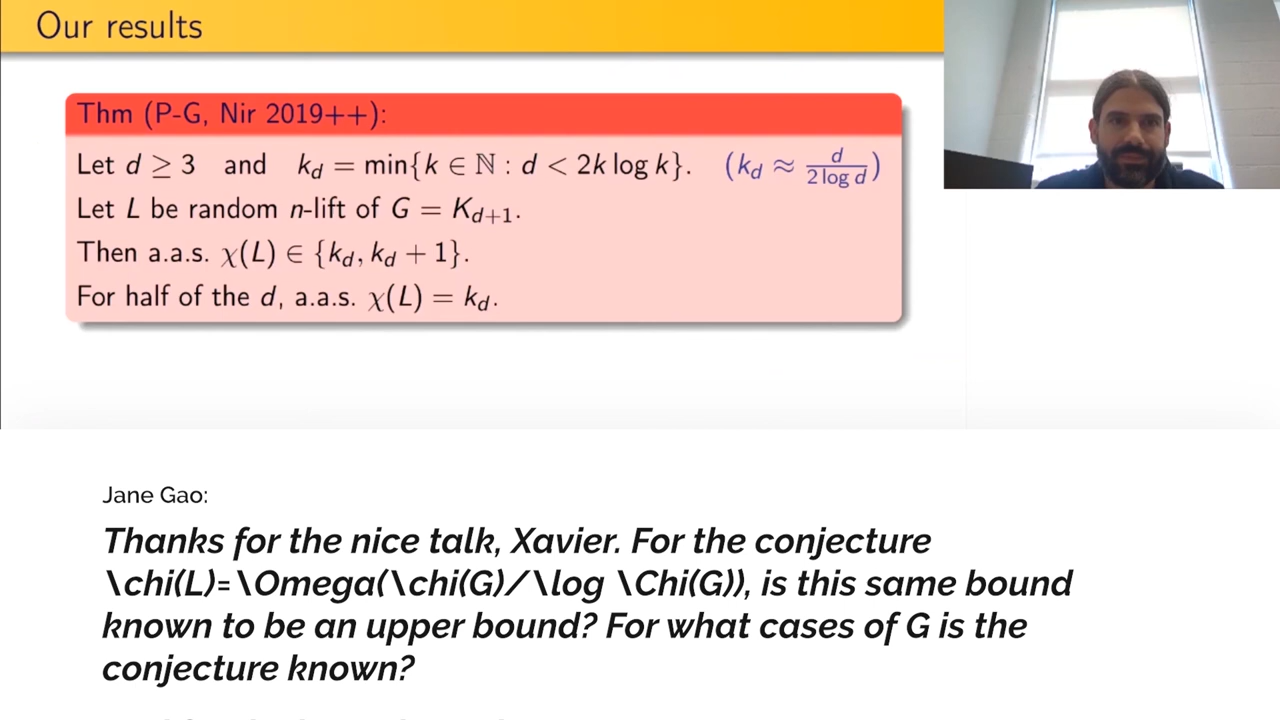 Our results
Thm (P-G, Nir 2019++):
Let d ≥ 3 and k_d = min{k ∈ ℕ : d < 2k log k}. (k_d ≈ d/(2 log d))
Let L be random n-lift of G = K_{d+1}.
Then a.a.s. χ(L) ∈ {k_d, k_d + 1}.
For half of the d, a.a.s. χ(L) = k_d.
Jane Gao:
Thanks for the nice talk, Xavier. For the conjecture
\chi(L)=\Omega(\chi(G)/\log \Chi(G)), is this same bound
known to be an upper bound? For what cases of G is the
conjecture known?